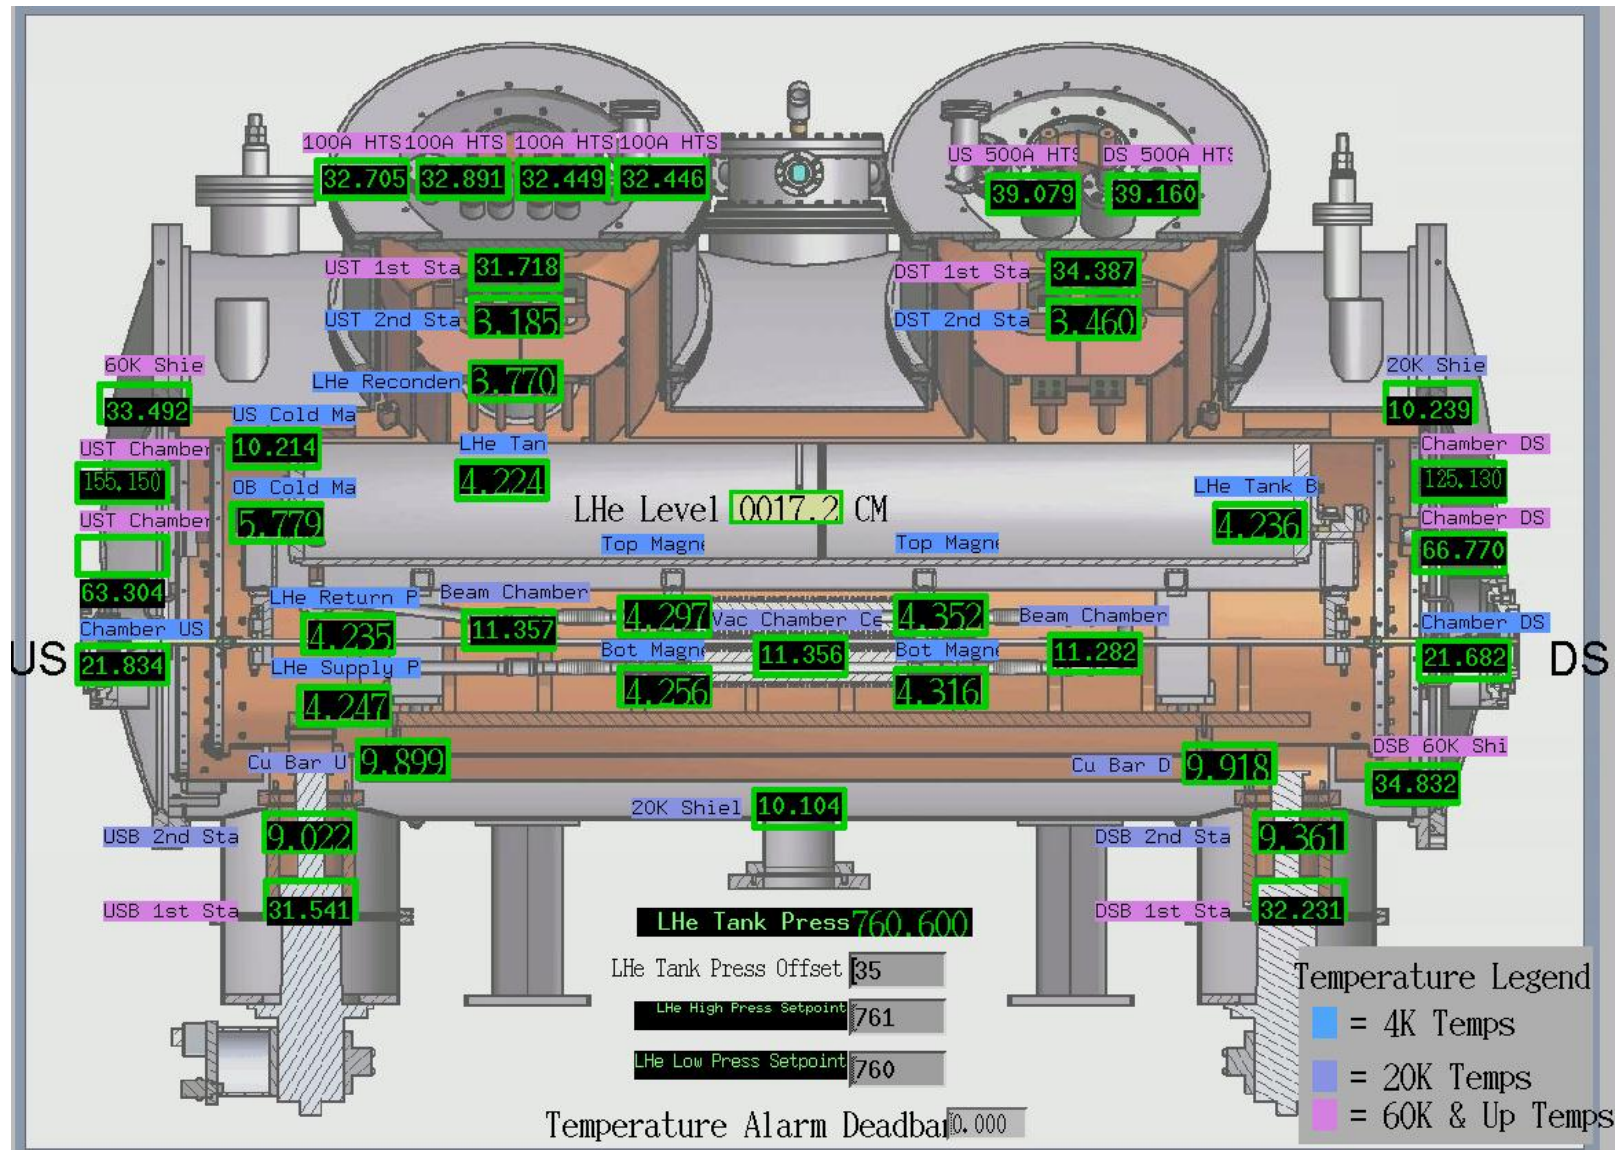 100A HTS 100A HTS 100A HTS 100A HTS
32.705 32.891 32.449 32.446
US 500A HTS DS 500A HTS
39.079 39.160
UST 1st Sta 31.718
DST 1st Sta 34.387
UST 2nd Sta 3.185
DST 2nd Sta 3.460
LHe Reconden 3.770
60K Shie
33.492
20K Shie
10.239
US Cold Ma
10.214
UST Chamber
155.150
LHe Tan
4.224
Chamber DS
125.130
OB Cold Ma
5.779
LHe Level 0017.2 CM
LHe Tank B
4.236
UST Chamber
63.304
Chamber DS
66.770
Top Magne
4.297
Top Magne
4.352
LHe Return P
4.235
Beam Chamber
11.357
Vac Chamber Ce
11.356
Beam Chamber
11.282
US
Chamber US
21.834
Chamber DS
21.682
DS
LHe Supply P
4.247
Bot Magne
4.256
Bot Magne
4.316
Cu Bar U 9.899
Cu Bar D 9.918
DSB 60K Shi
34.832
20K Shiel 10.104
USB 2nd Sta 9.022
DSB 2nd Sta 9.361
USB 1st Sta 31.541
DSB 1st Sta 32.231
LHe Tank Press 760.600
LHe Tank Press Offset 35
LHe High Press Setpoint 761
LHe Low Press Setpoint 760
Temperature Alarm Deadba 0.000
Temperature Legend
= 4K Temps
= 20K Temps
= 60K & Up Temps